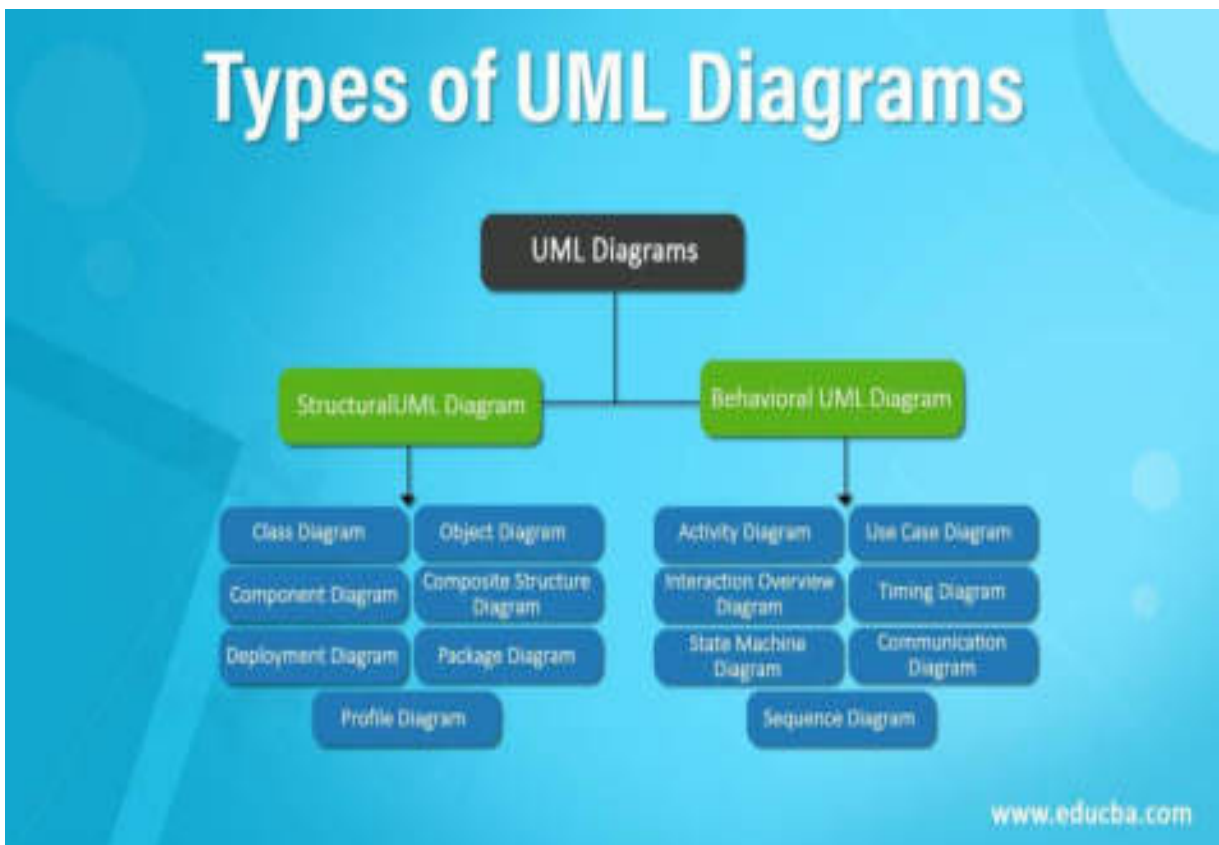 Types of UML Diagrams
UML Diagrams
StructuralUML Diagram
Behavioral UML Diagram
Class Diagram
Object Diagram
Component Diagram
Composite Structure
Diagram
Deployment Diagram
Package Diagram
Profile Diagram
Activity Diagram
Use Case Diagram
Interaction Overview
Diagram
Timing Diagram
State Machine
Diagram
Communication
Diagram
Sequence Diagram
www.educba.com